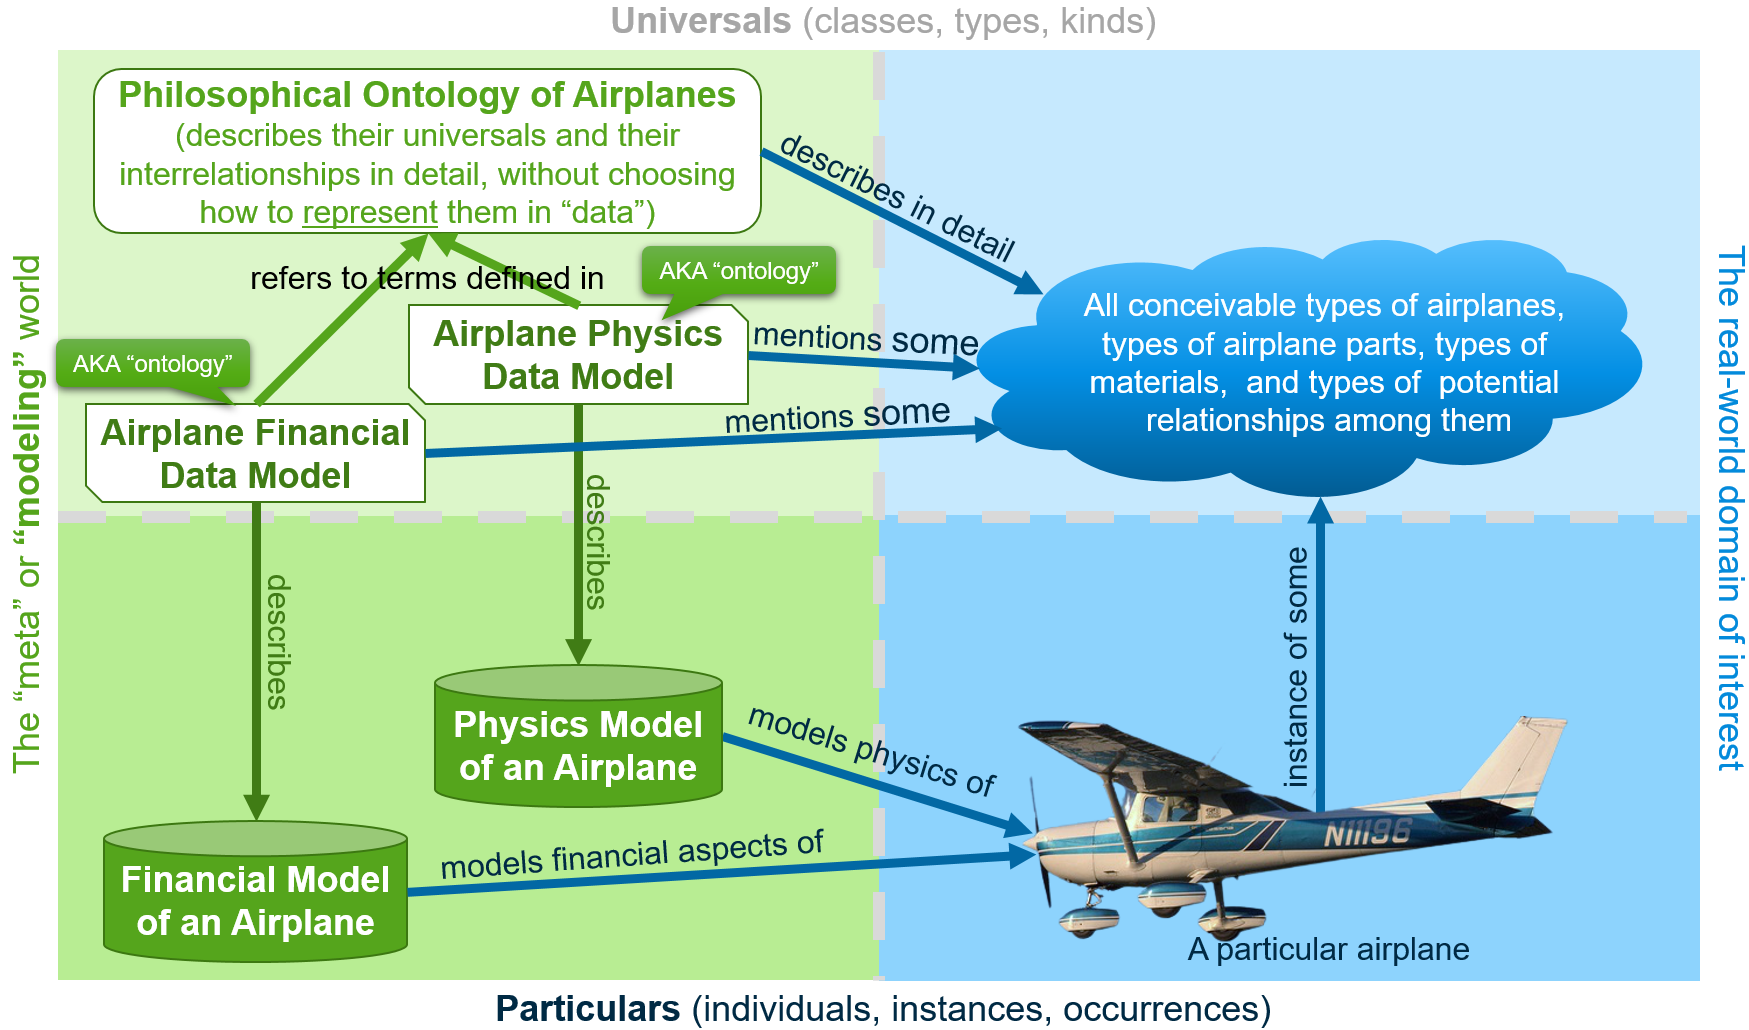 Universals (classes, types, kinds)
Philosophical Ontology of Airplanes
(describes their universals and their
interrelationships in detail, without choosing
how to represent them in “data”)
describes in detail
refers to terms defined in
AKA “ontology”
Airplane Physics
Data Model
mentions some
AKA “ontology”
Airplane Financial
Data Model
mentions some
All conceivable types of airplanes,
types of airplane parts, types of
materials, and types of potential
relationships among them
The “meta” or “modeling” world
The real-world domain of interest
describes
describes
instance of some
Physics Model
of an Airplane
models physics of
Financial Model
of an Airplane
models financial aspects of
N11196
A particular airplane
Particulars (individuals, instances, occurrences)